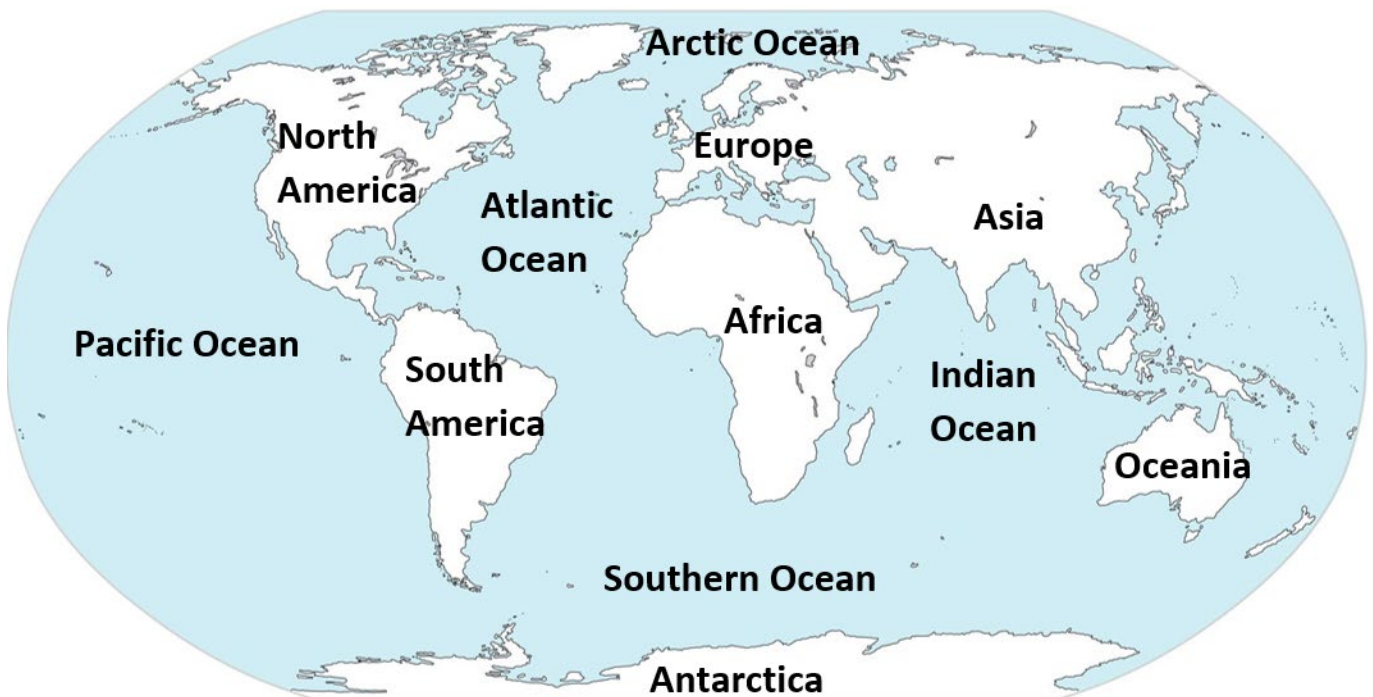 Arctic Ocean
North
America
Europe
Atlantic
Ocean
Asia
Africa
Pacific Ocean
South
America
Indian
Ocean
Oceania
Southern Ocean
Antarctica